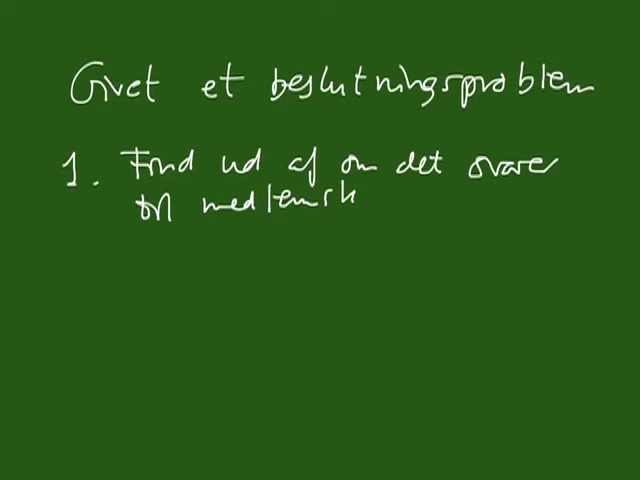 Givet et beslutningsproblem
1. Find ud af om det svarer
til medlemsk